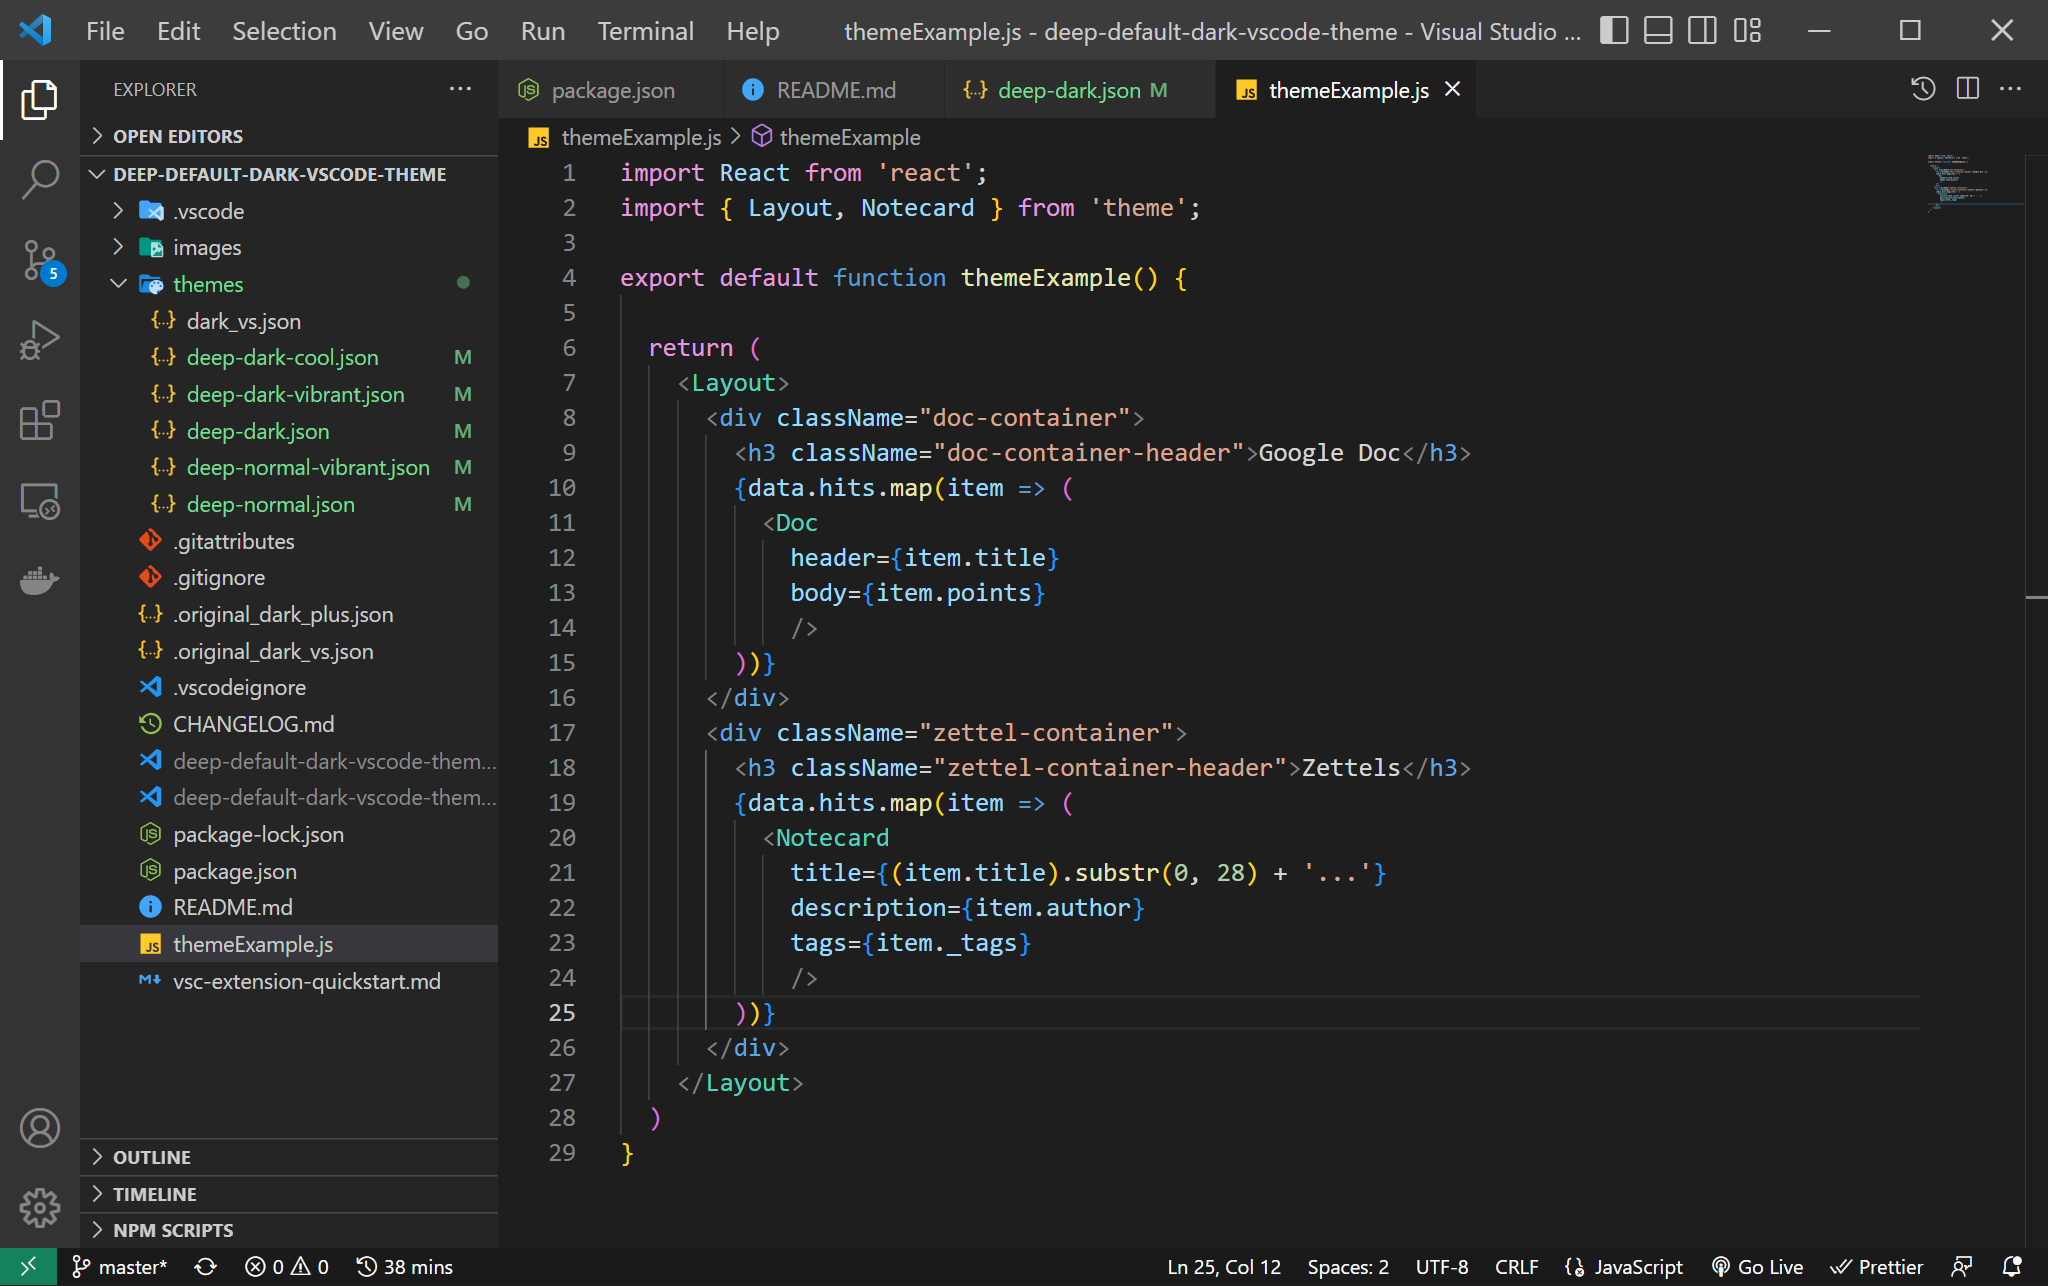 File Edit Selection View Go Run Terminal Help themeExample.js - deep-default-dark-vscode-theme - Visual Studio ...
EXPLORER
OPEN EDITORS
DEEP-DEFAULT-DARK-VSCODE-THEME
.vscode
images
themes
dark_vs.json
deep-dark-cool.json M
deep-dark-vibrant.json M
deep-dark.json M
deep-normal-vibrant.json M
deep-normal.json M
.gitattributes
.gitignore
.original_dark_plus.json
.original_dark_vs.json
.vscodeignore
CHANGELOG.md
deep-default-dark-vscode-them...
deep-default-dark-vscode-them...
package-lock.json
package.json
README.md
themeExample.js
vsc-extension-quickstart.md
OUTLINE
TIMELINE
NPM SCRIPTS
5
package.json README.md deep-dark.json M themeExample.js
themeExample.js > themeExample
1 import React from 'react';
2 import { Layout, Notecard } from 'theme';
3
4 export default function themeExample() {
5
6 return (
7 <Layout>
8 <div className="doc-container">
9 <h3 className="doc-container-header">Google Doc</h3>
10 {data.hits.map(item => (
11 <Doc
12 header={item.title}
13 body={item.points}
14 />
15 ))}
16 </div>
17 <div className="zettel-container">
18 <h3 className="zettel-container-header">Zettels</h3>
19 {data.hits.map(item => (
20 <Notecard
21 title={(item.title).substr(0, 28) + '...'}
22 description={item.author}
23 tags={item._tags}
24 />
25 ))}
26 </div>
27 </Layout>
28 )
29 }
master* 0 0 38 mins Ln 25, Col 12 Spaces: 2 UTF-8 CRLF JavaScript Go Live Prettier